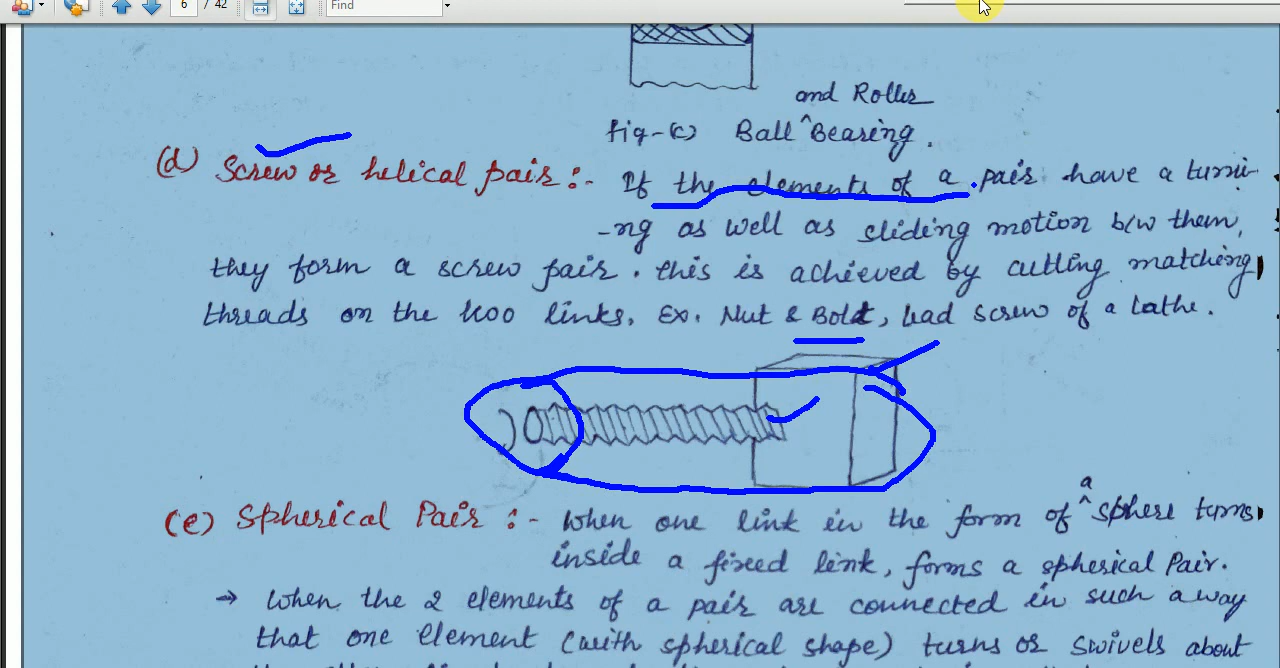 6 / 42 Find
and Roller
Fig-(c) Ball ^ Bearing.
(d) Screw or helical pair :- If the elements of a pair have a turni-
-ng as well as sliding motion b/w them,
they form a screw pair. this is achieved by cutting matching
threads on the two links. Ex. Nut & Bolt, lead screw of a lathe.
a
(e) Spherical Pair :- When one link in the form of ^ sphere turns
inside a fixed link, forms a spherical Pair.
→ When the 2 elements of a pair are connected in such a way
that one element (with spherical shape) turns or swivels about